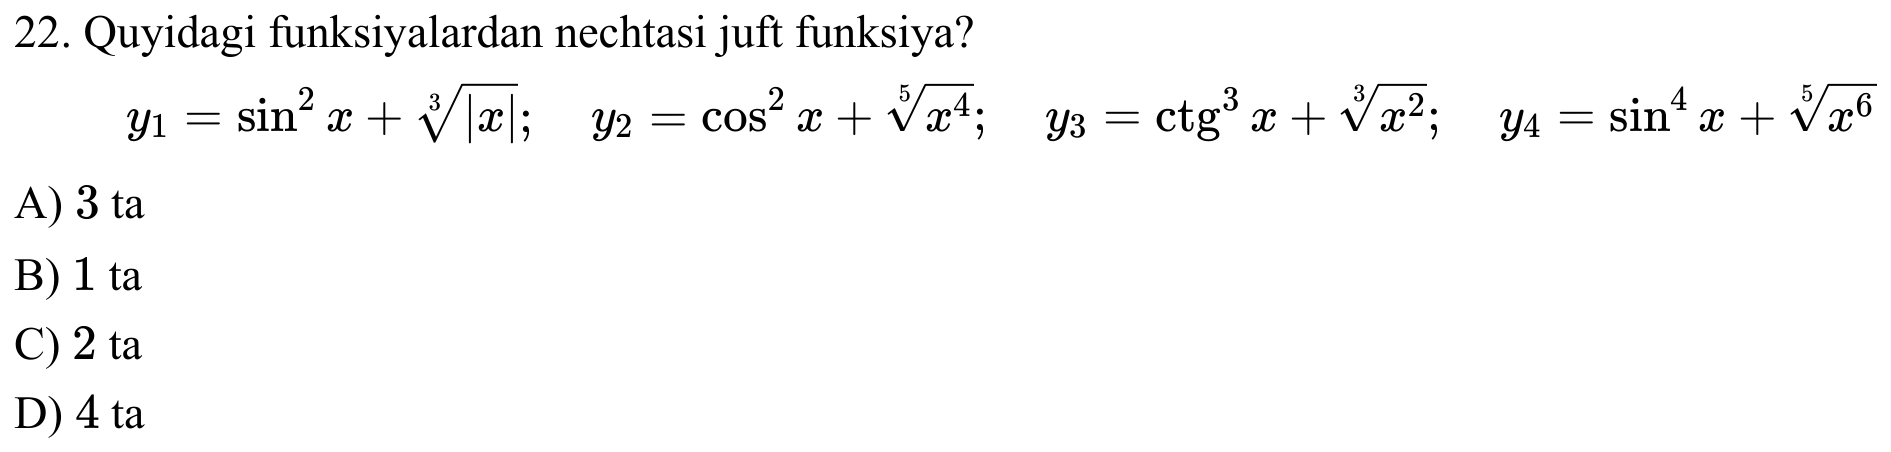 22. Quyidagi funksiyalardan nechtasi juft funksiya?
y₁ = sin² x + ∛|x|; y₂ = cos² x + ⁵√x⁴; y₃ = ctg³ x + ∛x²; y₄ = sin⁴ x + ⁵√x⁶
A) 3 ta
B) 1 ta
C) 2 ta
D) 4 ta